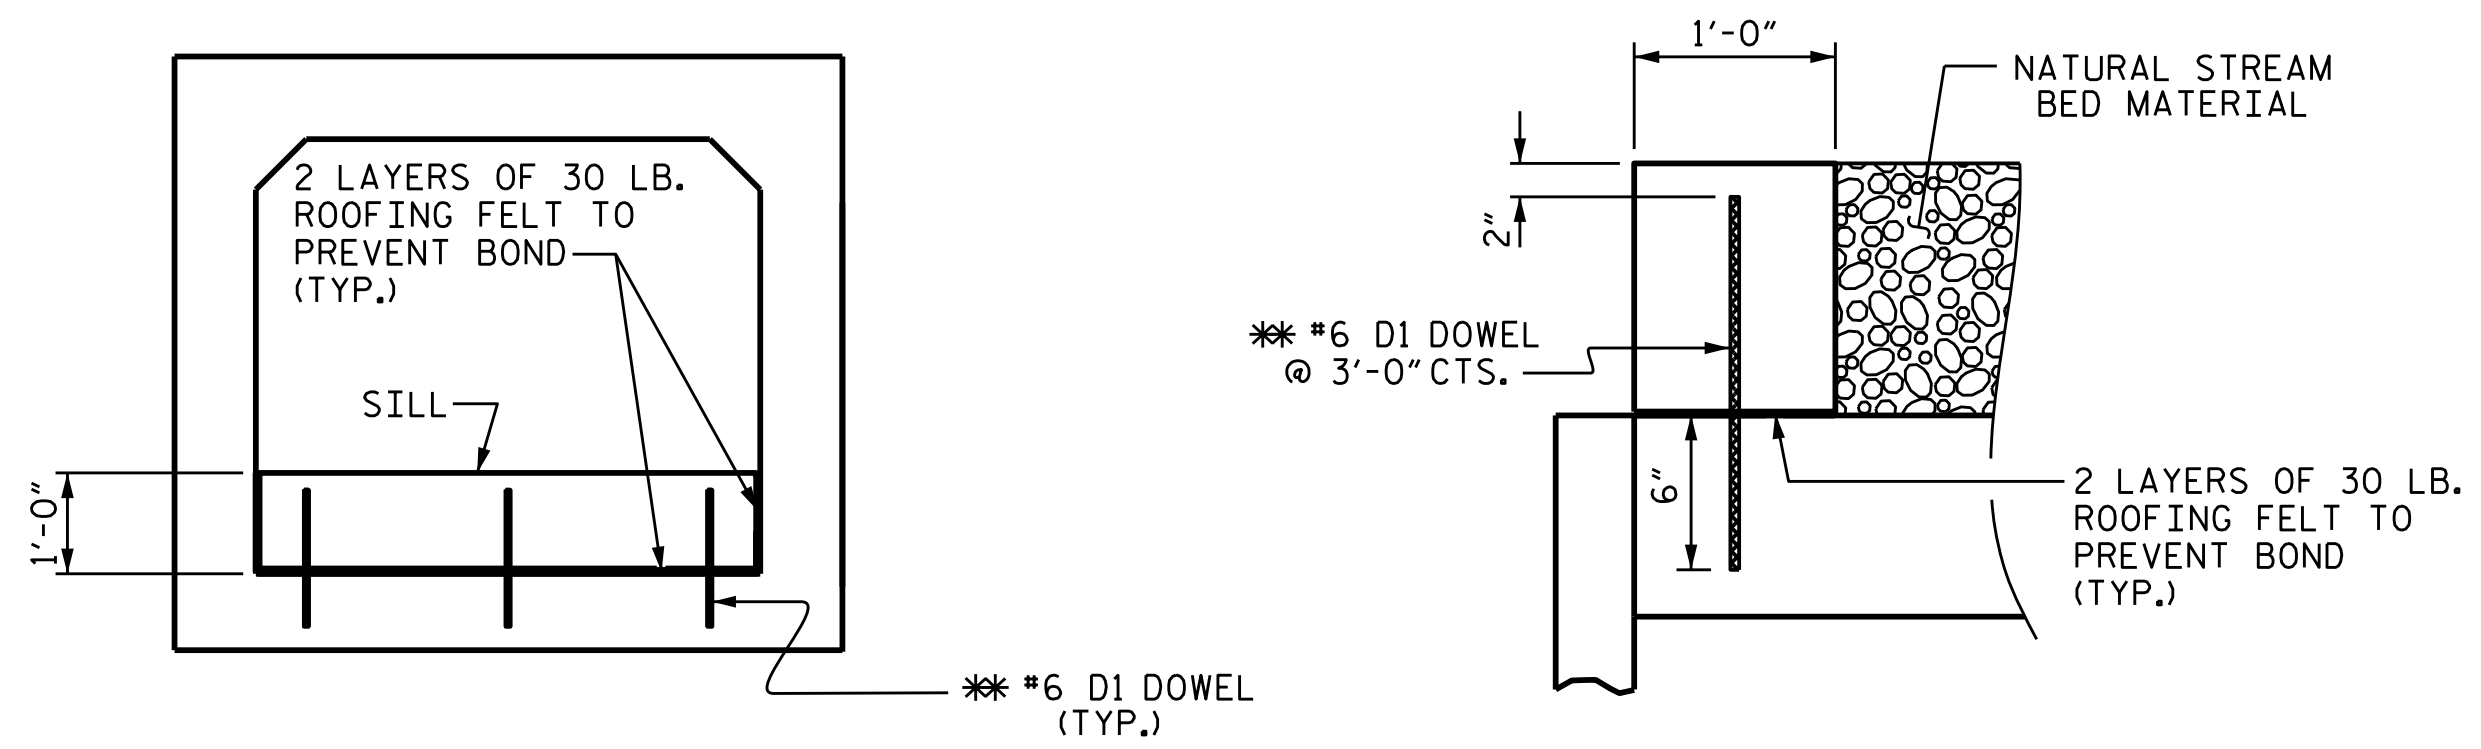 2 LAYERS OF 30 LB.
ROOFING FELT TO
PREVENT BOND
(TYP.)
SILL
1'-0"
** #6 D1 DOWEL
(TYP.)
1'-0"
NATURAL STREAM
BED MATERIAL
2"
** #6 D1 DOWEL
@ 3'-0" CTS.
6"
2 LAYERS OF 30 LB.
ROOFING FELT TO
PREVENT BOND
(TYP.)